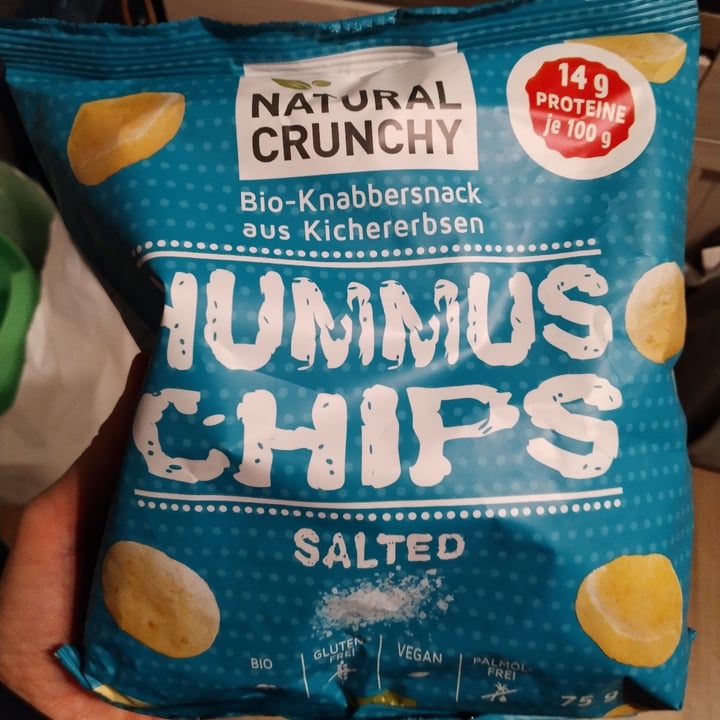 NATURAL
CRUNCHY
14 g
PROTEINE
je 100 g
Bio-Knabbersnack
aus Kichererbsen
HUMMUS
CHIPS
SALTED
BIO
GLUTEN
FREI
VEGAN
PALMÖL-
FREI
75 g